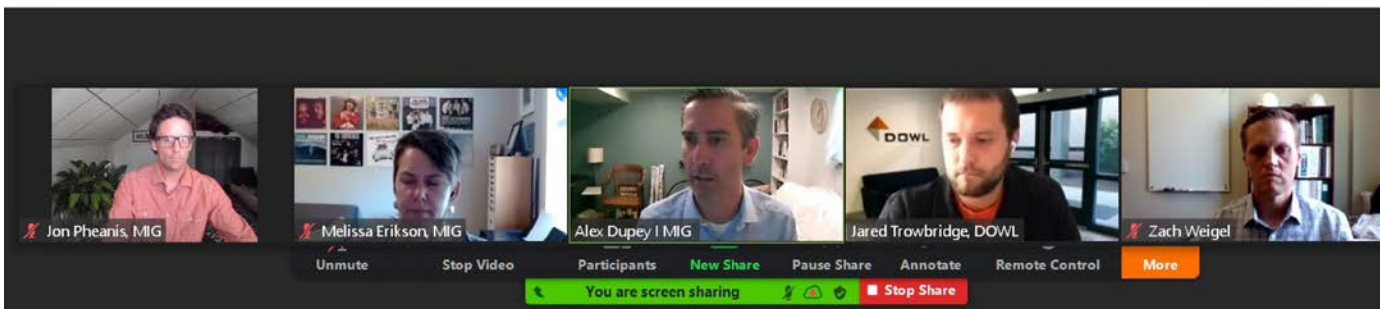 DOWL
Jon Pheanis, MIG
Melissa Erikson, MIG
Alex Dupey I MIG
Jared Trowbridge, DOWL
Zach Weigel
Unmute
Stop Video
Participants
New Share
Pause Share
Annotate
Remote Control
More
You are screen sharing
Stop Share